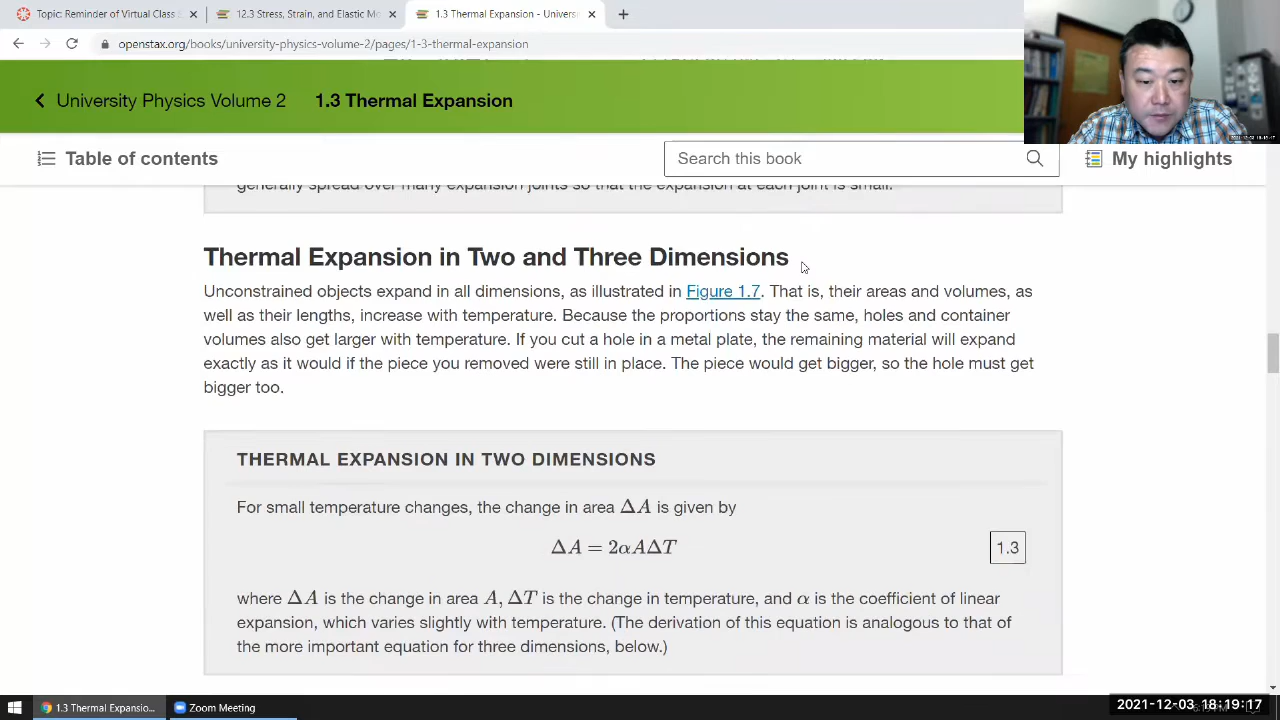 Topic: Reminder of Virtual Class
12.3 Stress, Strain, and Elastic Mo
1.3 Thermal Expansion - Universi
openstax.org/books/university-physics-volume-2/pages/1-3-thermal-expansion
University Physics Volume 2
1.3 Thermal Expansion
Table of contents
Search this book
My highlights
generally spread over many expansion joints so that the expansion at each joint is small.
Thermal Expansion in Two and Three Dimensions
Unconstrained objects expand in all dimensions, as illustrated in Figure 1.7. That is, their areas and volumes, as
well as their lengths, increase with temperature. Because the proportions stay the same, holes and container
volumes also get larger with temperature. If you cut a hole in a metal plate, the remaining material will expand
exactly as it would if the piece you removed were still in place. The piece would get bigger, so the hole must get
bigger too.
THERMAL EXPANSION IN TWO DIMENSIONS
For small temperature changes, the change in area ΔA is given by
ΔA = 2αAΔT
1.3
where ΔA is the change in area A, ΔT is the change in temperature, and α is the coefficient of linear
expansion, which varies slightly with temperature. (The derivation of this equation is analogous to that of
the more important equation for three dimensions, below.)
1.3 Thermal Expansio...
Zoom Meeting
2021-12-03 18:19:17
2021-12-03 18:19:17